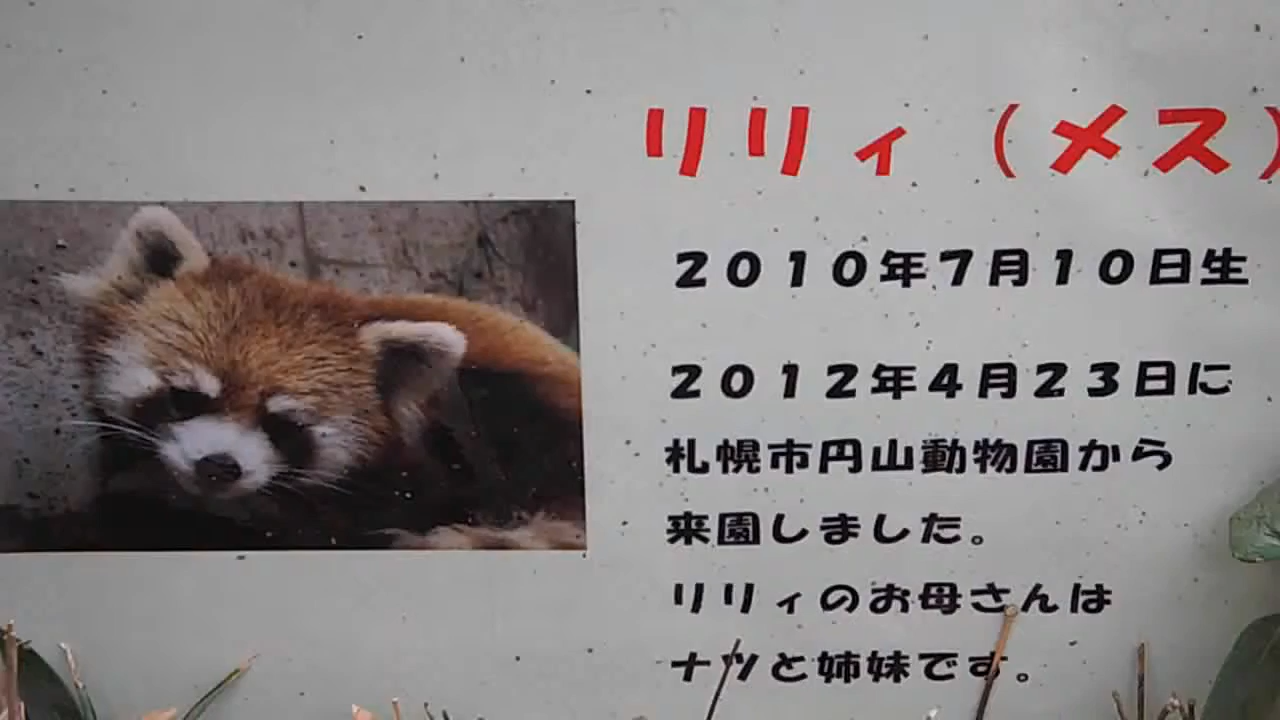 リリィ（メス）
２０１０年７月１０日生
２０１２年４月２３日に
札幌市円山動物園から
来園しました。
リリィのお母さんは
ナツと姉妹です。